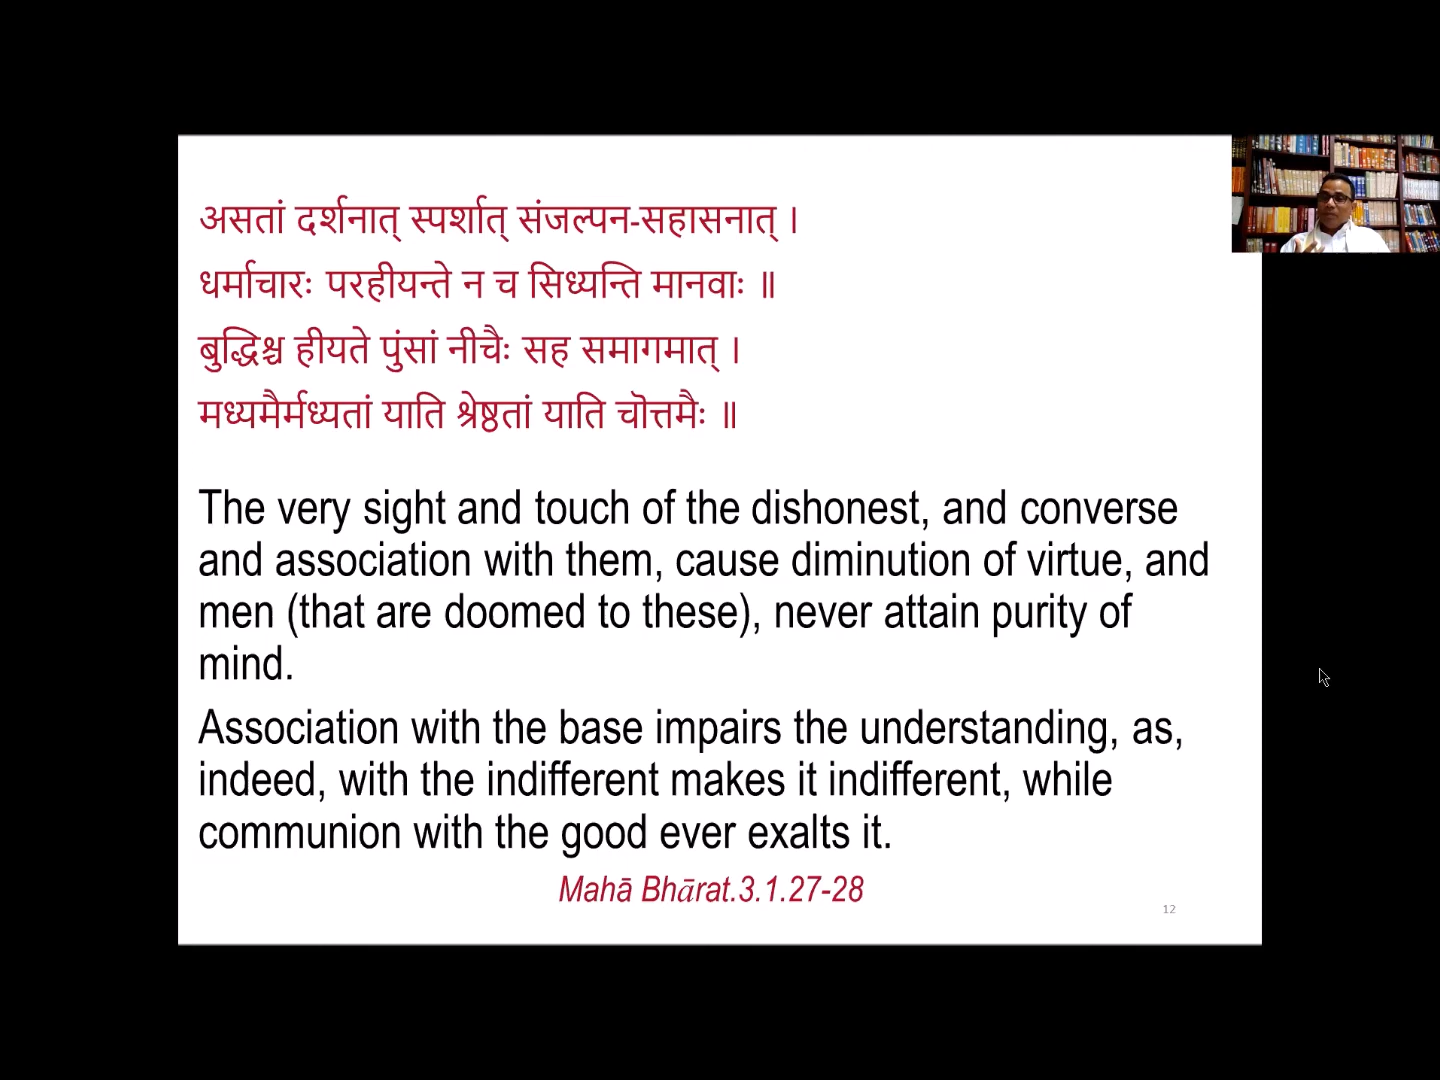 असतां दर्शनात् स्पर्शात् संजल्पन-सहासनात् ।
धर्माचारः परहीयन्ते न च सिध्यन्ति मानवाः ॥
बुद्धिश्च हीयते पुंसां नीचैः सह समागमात् ।
मध्यमैर्मध्यतां याति श्रेष्ठतां याति चॊत्तमैः ॥
The very sight and touch of the dishonest, and converse
and association with them, cause diminution of virtue, and
men (that are doomed to these), never attain purity of
mind.
Association with the base impairs the understanding, as,
indeed, with the indifferent makes it indifferent, while
communion with the good ever exalts it.
Mahā Bhārat.3.1.27-28
12